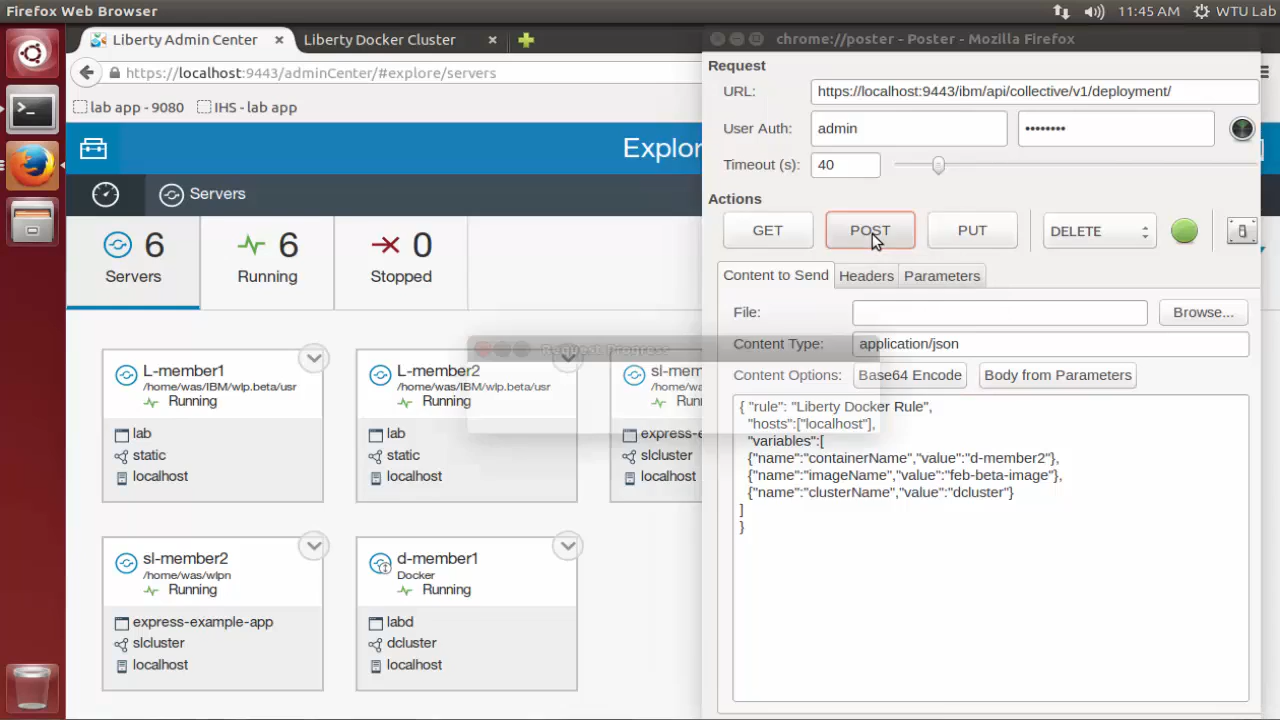 Firefox Web Browser
11:45 AM
WTU Lab
Liberty Admin Center
Liberty Docker Cluster
chrome://poster - Poster - Mozilla Firefox
https://localhost:9443/adminCenter/#explore/servers
lab app - 9080
IHS - lab app
Explor
Servers
6
Servers
6
Running
0
Stopped
L-member1
/home/was/IBM/wlp.beta/usr
Running
lab
static
localhost
L-member2
/home/was/IBM/wlp.beta/usr
Running
lab
static
localhost
sl-mem
/home/wa
Runn
express-e
slcluster
localhost
sl-member2
/home/was/wlpn
Running
express-example-app
slcluster
localhost
d-member1
Docker
Running
labd
dcluster
localhost
Request Progress
Request
URL:
https://localhost:9443/ibm/api/collective/v1/deployment/
User Auth:
admin
••••••••
Timeout (s):
40
Actions
GET
POST
PUT
DELETE
Content to Send
Headers
Parameters
File:
Browse...
Content Type:
application/json
Content Options:
Base64 Encode
Body from Parameters
{ "rule": "Liberty Docker Rule",
"hosts":["localhost"],
"variables":[
{"name":"containerName","value":"d-member2"},
{"name":"imageName","value":"feb-beta-image"},
{"name":"clusterName","value":"dcluster"}
]
}